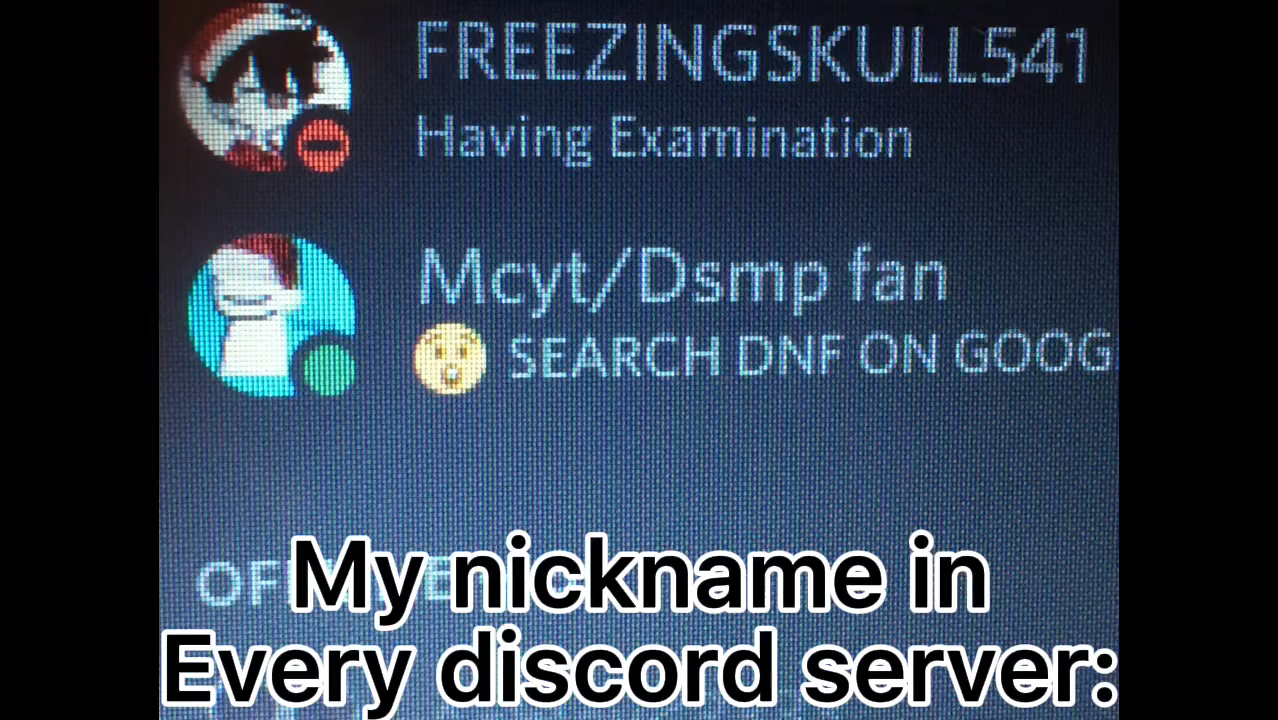 FREEZINGSKULL541
Having Examination
Mcyt/Dsmp fan
😲 SEARCH DNF ON GOOG
My nickname in
Every discord server: